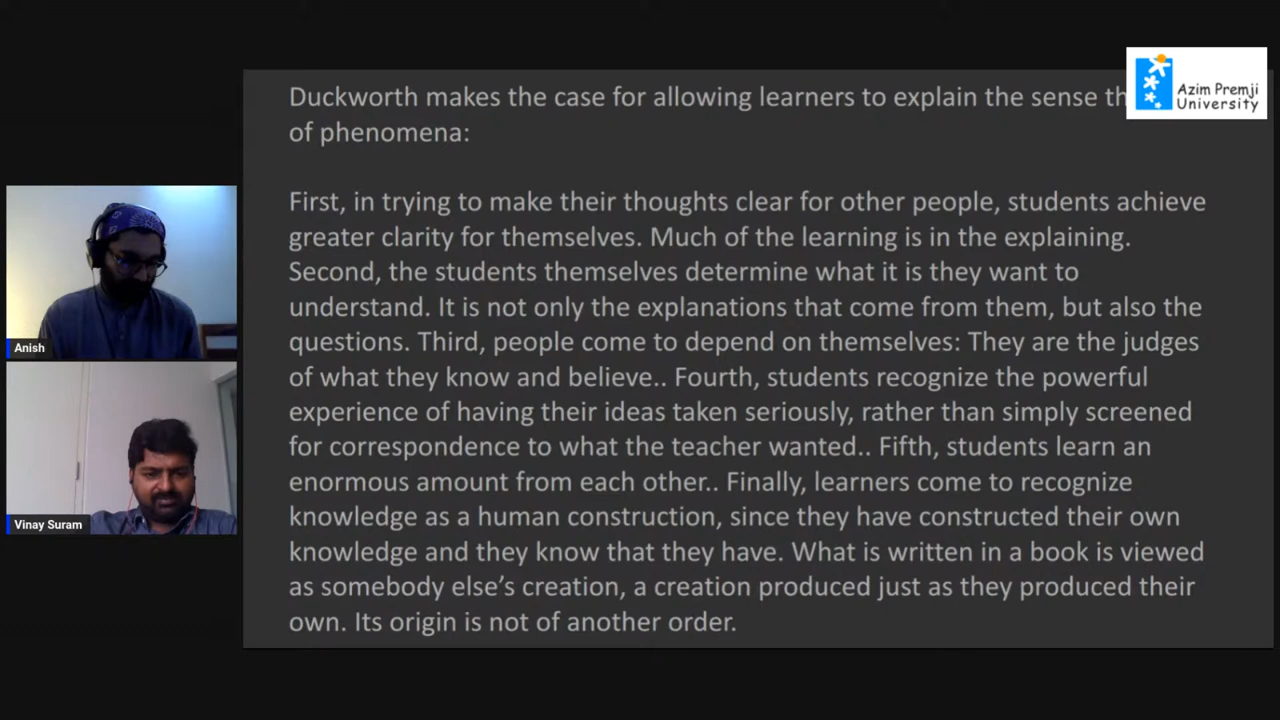 Duckworth makes the case for allowing learners to explain the sense
of phenomena:
First, in trying to make their thoughts clear for other people, students achieve
greater clarity for themselves. Much of the learning is in the explaining.
Second, the students themselves determine what it is they want to
understand. It is not only the explanations that come from them, but also the
questions. Third, people come to depend on themselves: They are the judges
of what they know and believe.. Fourth, students recognize the powerful
experience of having their ideas taken seriously, rather than simply screened
for correspondence to what the teacher wanted.. Fifth, students learn an
enormous amount from each other.. Finally, learners come to recognize
knowledge as a human construction, since they have constructed their own
knowledge and they know that they have. What is written in a book is viewed
as somebody else’s creation, a creation produced just as they produced their
own. Its origin is not of another order.
Azim Premji
University
Anish
Vinay Suram